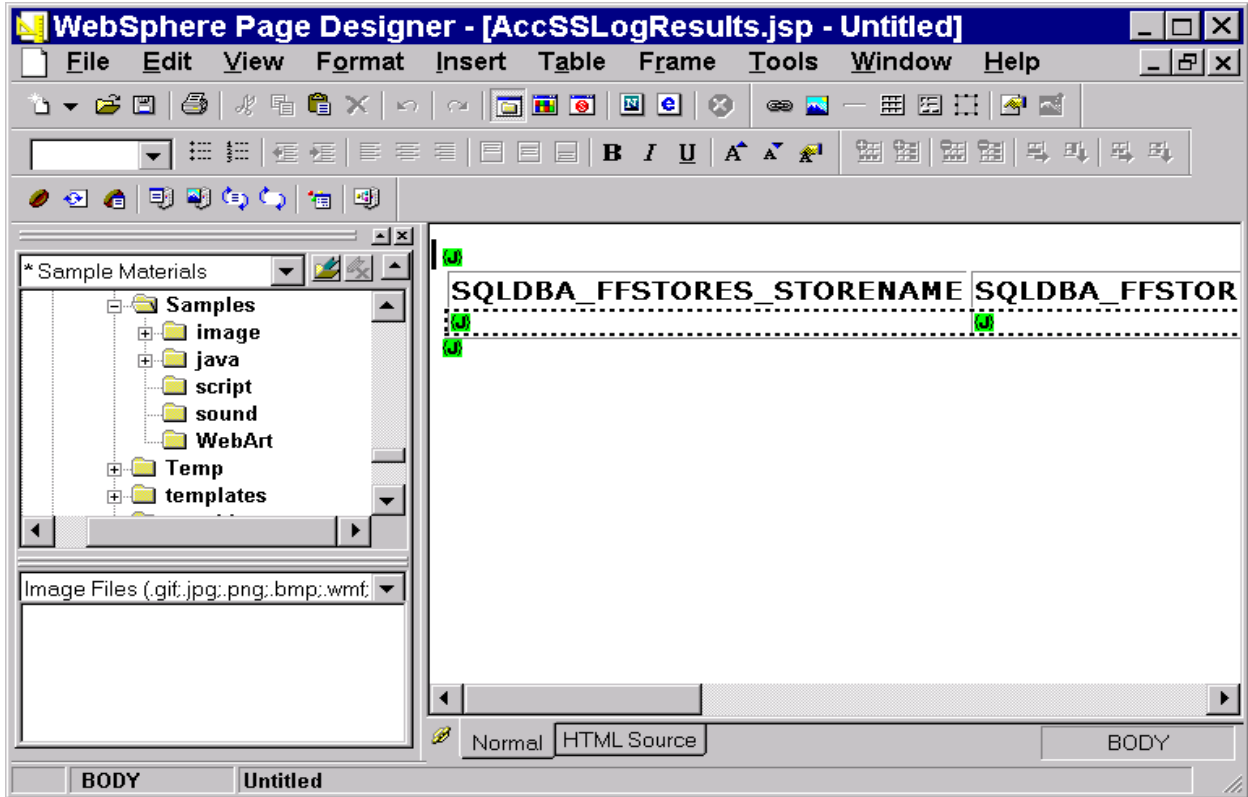 WebSphere Page Designer - [AccSSLogResults.jsp - Untitled]
File Edit View Format Insert Table Frame Tools Window Help
B I U A A
* Sample Materials
Samples
image
java
script
sound
WebArt
Temp
templates
Image Files (.gif;.jpg;.png;.bmp;.wmf;
{J}
SQLDBA_FFSTORES_STORENAME SQLDBA_FFSTOR
{J} {J}
{J}
Normal HTML Source BODY
BODY Untitled